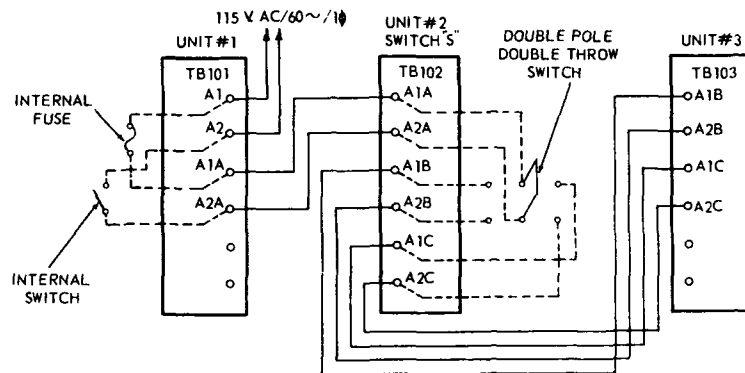 115 V. AC/60~/1ϕ
UNIT#1
TB101
A1
A2
A1A
A2A
INTERNAL
FUSE
INTERNAL
SWITCH
UNIT#2
SWITCH"S"
TB102
A1A
A2A
A1B
A2B
A1C
A2C
DOUBLE POLE
DOUBLE THROW
SWITCH
UNIT#3
TB103
A1B
A2B
A1C
A2C